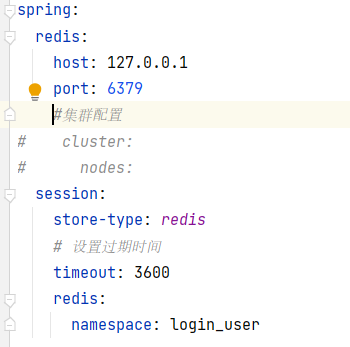 spring:
  redis:
    host: 127.0.0.1
    port: 6379
    #集群配置
#    cluster:
#      nodes:
  session:
    store-type: redis
    # 设置过期时间
    timeout: 3600
    redis:
      namespace: login_user